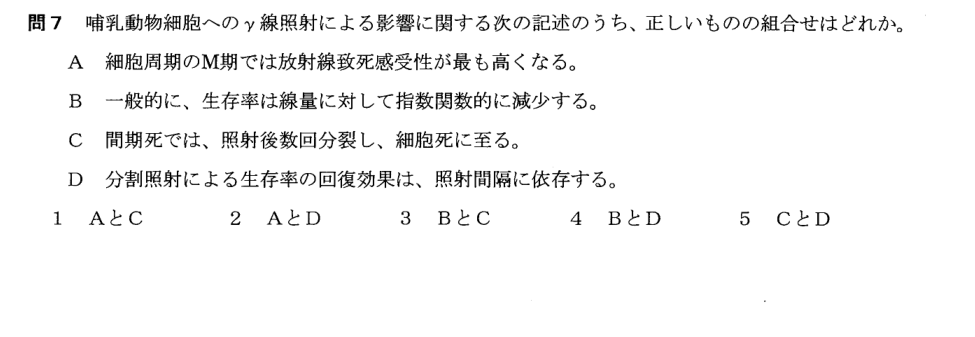 問7 哺乳動物細胞へのγ線照射による影響に関する次の記述のうち、正しいものの組合せはどれか。
A 細胞周期のM期では放射線致死感受性が最も高くなる。
B 一般的に、生存率は線量に対して指数関数的に減少する。
C 間期死では、照射後数回分裂し、細胞死に至る。
D 分割照射による生存率の回復効果は、照射間隔に依存する。
1 AとC 2 AとD 3 BとC 4 BとD 5 CとD